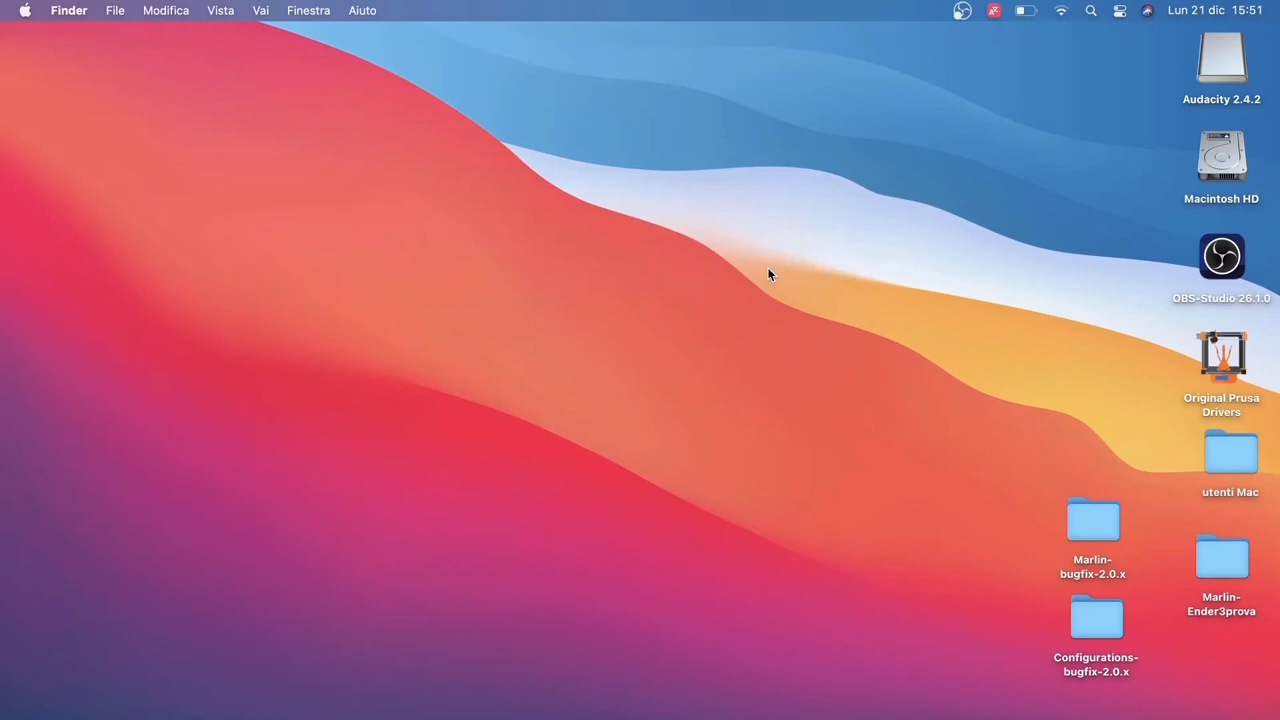 Finder File Modifica Vista Vai Finestra Aiuto Lun 21 dic 15:51
Audacity 2.4.2
Macintosh HD
OBS-Studio 26.1.0
Original Prusa
Drivers
utenti Mac
Marlin-
bugfix-2.0.x
Marlin-
Ender3prova
Configurations-
bugfix-2.0.x